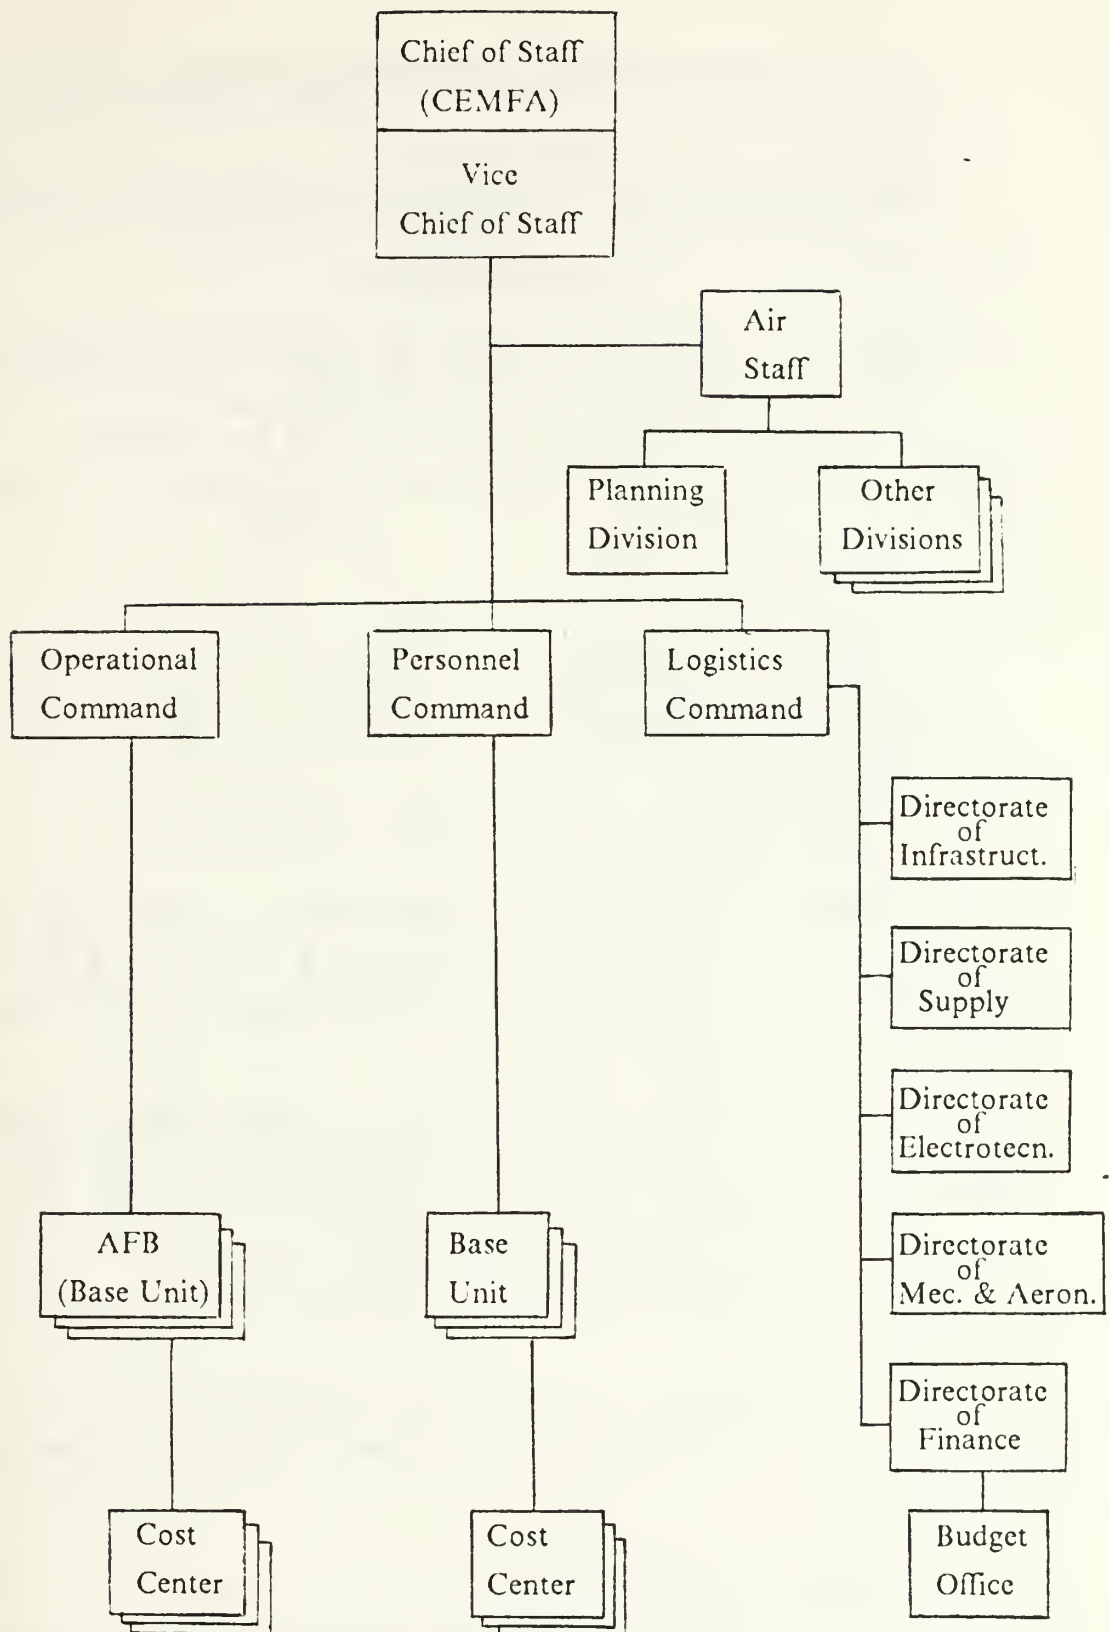 Chief of Staff
(CEMFA)
Vice
Chief of Staff
Air
Staff
Planning
Division
Other
Divisions
Operational
Command
Personnel
Command
Logistics
Command
Directorate
of
Infrastruct.
Directorate
of
Supply
Directorate
of
Electrotecn.
Directorate
of
Mec. & Aeron.
Directorate
of
Finance
AFB
(Base Unit)
Base
Unit
Cost
Center
Cost
Center
Budget
Office